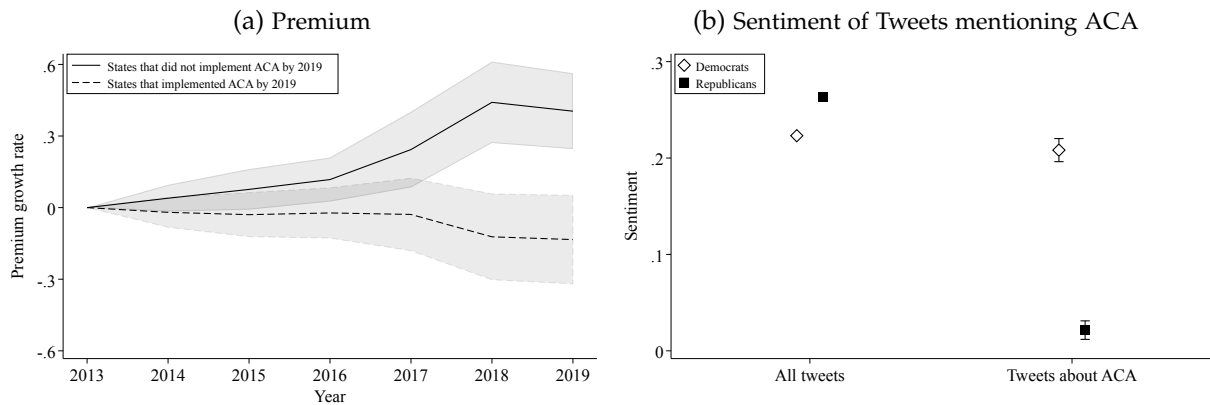 (a) Premium
.6
.3
0
-.3
-.6
Premium growth rate
States that did not implement ACA by 2019
States that implemented ACA by 2019
2013 2014 2015 2016 2017 2018 2019
Year
(b) Sentiment of Tweets mentioning ACA
.3
.2
.1
0
Sentiment
Democrats
Republicans
All tweets Tweets about ACA